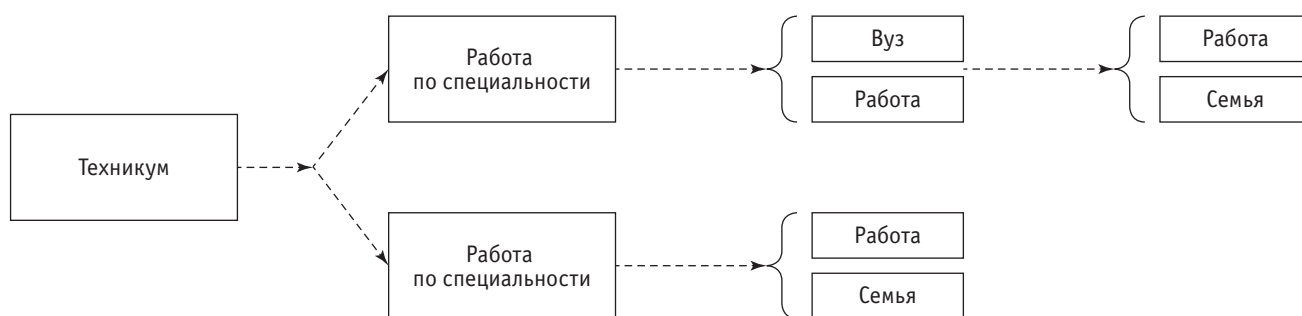 Техникум
Работа
по специальности
Вуз
Работа
Работа
Семья
Работа
по специальности
Работа
Семья